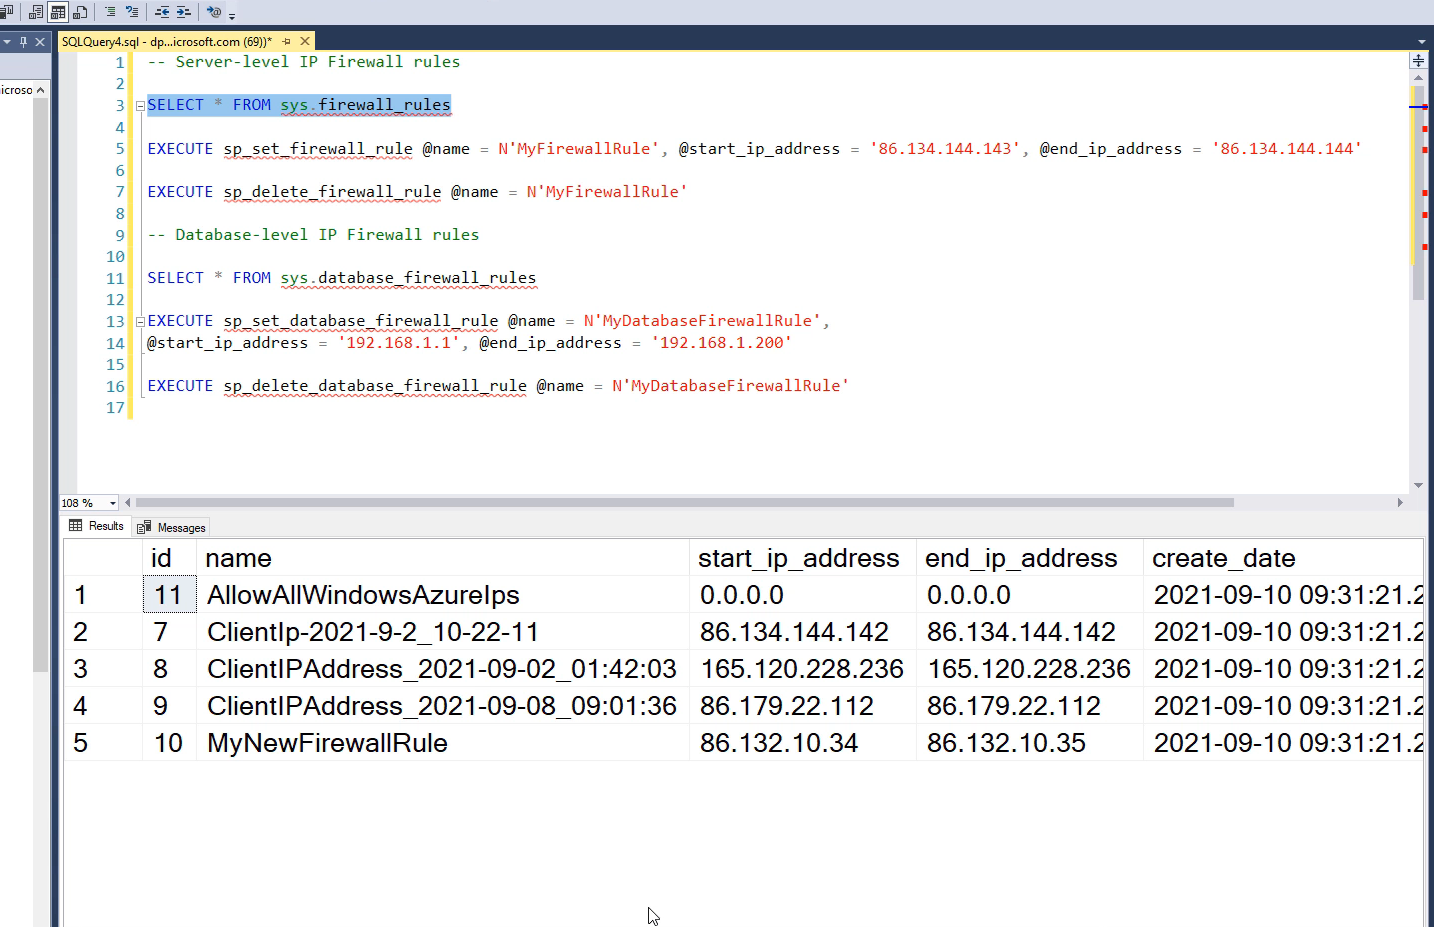 SQLQuery4.sql - dp...icrosoft.com (69))*
icroso
1 -- Server-level IP Firewall rules
2
3 SELECT * FROM sys.firewall_rules
4
5 EXECUTE sp_set_firewall_rule @name = N'MyFirewallRule', @start_ip_address = '86.134.144.143', @end_ip_address = '86.134.144.144'
6
7 EXECUTE sp_delete_firewall_rule @name = N'MyFirewallRule'
8
9 -- Database-level IP Firewall rules
10
11 SELECT * FROM sys.database_firewall_rules
12
13 EXECUTE sp_set_database_firewall_rule @name = N'MyDatabaseFirewallRule',
14 @start_ip_address = '192.168.1.1', @end_ip_address = '192.168.1.200'
15
16 EXECUTE sp_delete_database_firewall_rule @name = N'MyDatabaseFirewallRule'
17
108 %
Results Messages
id name start_ip_address end_ip_address create_date
1 11 AllowAllWindowsAzureIps 0.0.0.0 0.0.0.0 2021-09-10 09:31:21.2
2 7 ClientIp-2021-9-2_10-22-11 86.134.144.142 86.134.144.142 2021-09-10 09:31:21.2
3 8 ClientIPAddress_2021-09-02_01:42:03 165.120.228.236 165.120.228.236 2021-09-10 09:31:21.2
4 9 ClientIPAddress_2021-09-08_09:01:36 86.179.22.112 86.179.22.112 2021-09-10 09:31:21.2
5 10 MyNewFirewallRule 86.132.10.34 86.132.10.35 2021-09-10 09:31:21.2